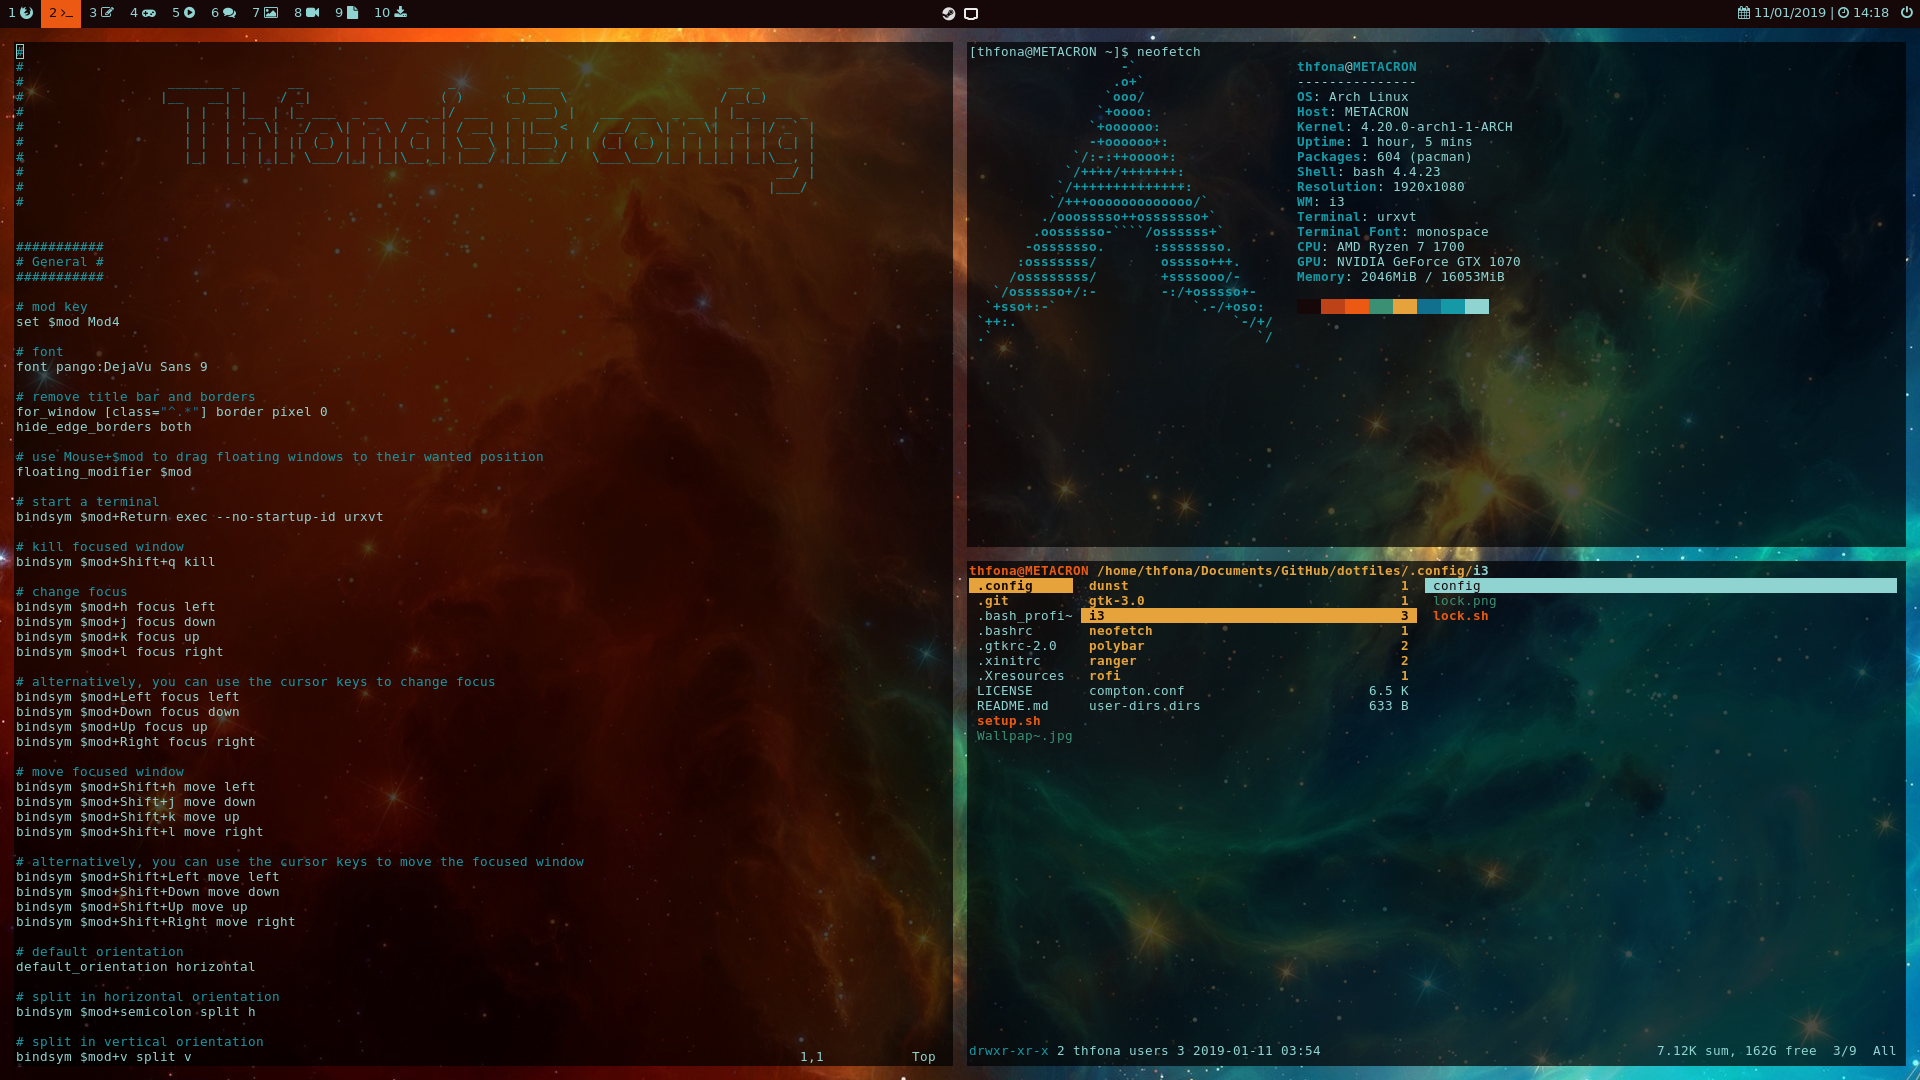 1 2 3 4 5 6 7 8 9 10
11/01/2019 | 14:18
#
#
#
#
#
#
#
#
#
#
#
Thfona's i3 config
###########
# General #
###########
# mod key
set $mod Mod4
# font
font pango:DejaVu Sans 9
# remove title bar and borders
for_window [class="^.*"] border pixel 0
hide_edge_borders both
# use Mouse+$mod to drag floating windows to their wanted position
floating_modifier $mod
# start a terminal
bindsym $mod+Return exec --no-startup-id urxvt
# kill focused window
bindsym $mod+Shift+q kill
# change focus
bindsym $mod+h focus left
bindsym $mod+j focus down
bindsym $mod+k focus up
bindsym $mod+l focus right
# alternatively, you can use the cursor keys to change focus
bindsym $mod+Left focus left
bindsym $mod+Down focus down
bindsym $mod+Up focus up
bindsym $mod+Right focus right
# move focused window
bindsym $mod+Shift+h move left
bindsym $mod+Shift+j move down
bindsym $mod+Shift+k move up
bindsym $mod+Shift+l move right
# alternatively, you can use the cursor keys to move the focused window
bindsym $mod+Shift+Left move left
bindsym $mod+Shift+Down move down
bindsym $mod+Shift+Up move up
bindsym $mod+Shift+Right move right
# default orientation
default_orientation horizontal
# split in horizontal orientation
bindsym $mod+semicolon split h
# split in vertical orientation
bindsym $mod+v split v
1,1 Top
[thfona@METACRON ~]$ neofetch
thfona@METACRON
---------------
OS: Arch Linux
Host: METACRON
Kernel: 4.20.0-arch1-1-ARCH
Uptime: 1 hour, 5 mins
Packages: 604 (pacman)
Shell: bash 4.4.23
Resolution: 1920x1080
WM: i3
Terminal: urxvt
Terminal Font: monospace
CPU: AMD Ryzen 7 1700
GPU: NVIDIA GeForce GTX 1070
Memory: 2046MiB / 16053MiB
thfona@METACRON /home/thfona/Documents/GitHub/dotfiles/.config/i3
.config dunst 1 config
.git gtk-3.0 1 lock.png
.bash_profi~ i3 3 lock.sh
.bashrc neofetch 1
.gtkrc-2.0 polybar 2
.xinitrc ranger 2
.Xresources rofi 1
LICENSE compton.conf 6.5 K
README.md user-dirs.dirs 633 B
setup.sh
Wallpap~.jpg
drwxr-xr-x 2 thfona users 3 2019-01-11 03:54 7.12K sum, 162G free 3/9 All